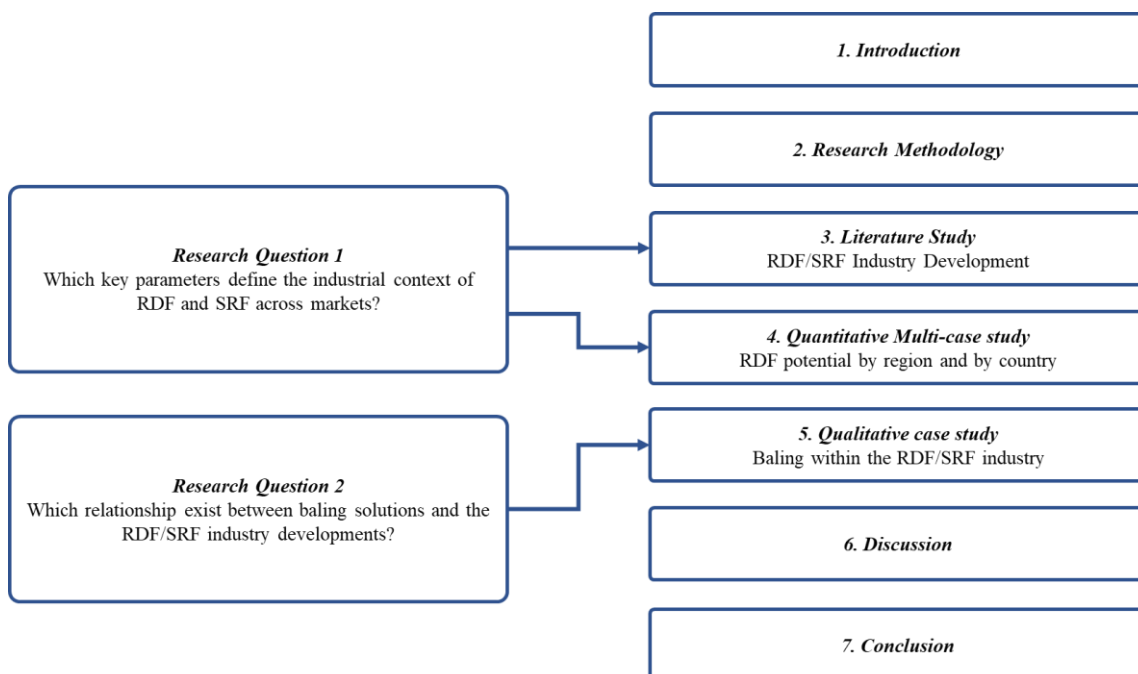 1. Introduction
2. Research Methodology
Research Question 1
Which key parameters define the industrial context of
RDF and SRF across markets?
3. Literature Study
RDF/SRF Industry Development
4. Quantitative Multi-case study
RDF potential by region and by country
Research Question 2
Which relationship exist between baling solutions and the
RDF/SRF industry developments?
5. Qualitative case study
Baling within the RDF/SRF industry
6. Discussion
7. Conclusion